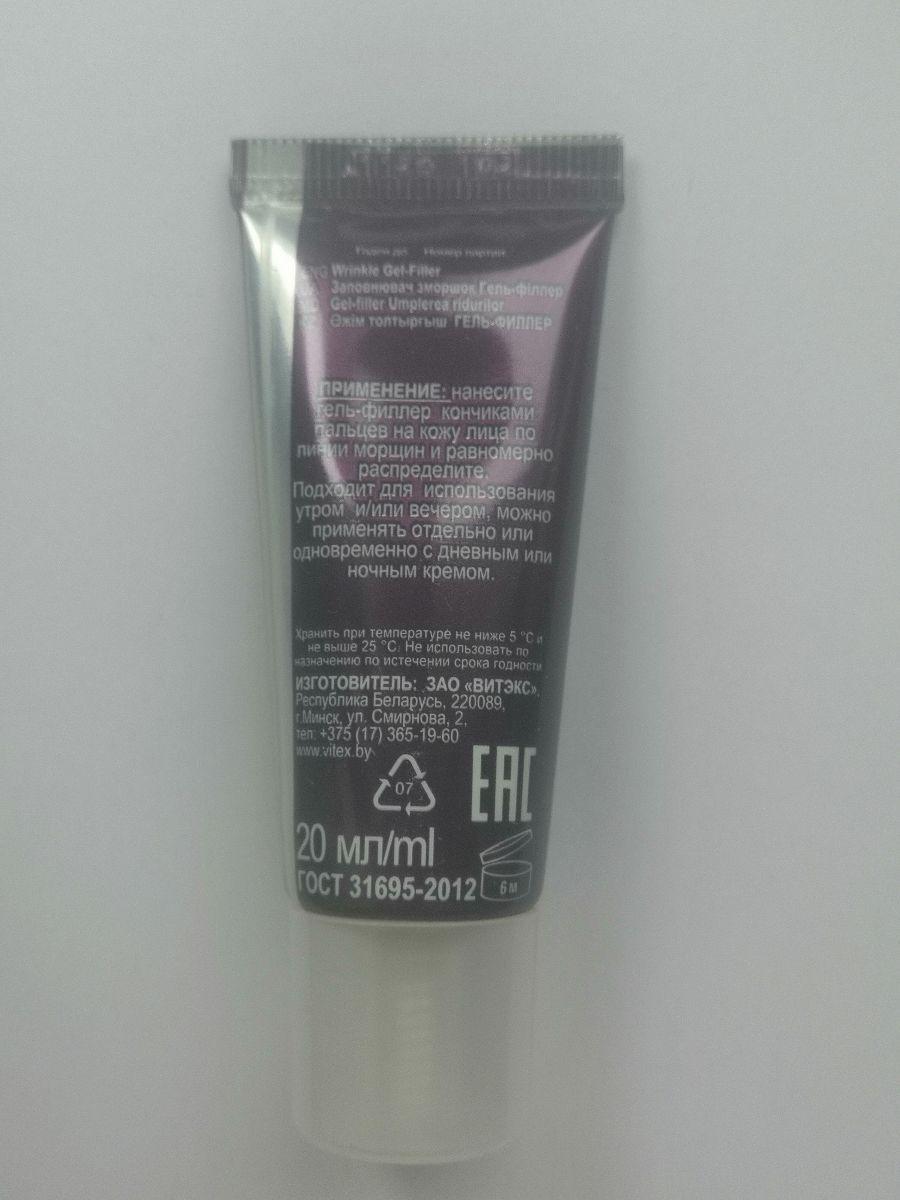 Годен до Номер партии
ENG Wrinkle Gel-Filler
Заповнювач зморшок Гель-філлер
Gel-filler Umplerea ridurilor
Әжім толтырғыш ГЕЛЬ-ФИЛЛЕР
ПРИМЕНЕНИЕ: нанесите
гель-филлер кончиками
пальцев на кожу лица по
линии морщин и равномерно
распределите.
Подходит для использования
утром и/или вечером, можно
применять отдельно или
одновременно с дневным или
ночным кремом.
Хранить при температуре не ниже 5 °С и
не выше 25 °С. Не использовать по
назначению по истечении срока годности.
ИЗГОТОВИТЕЛЬ: ЗАО «ВИТЭКС»,
Республика Беларусь, 220089,
г.Минск, ул. Смирнова, 2,
тел: +375 (17) 365-19-60
www.vitex.by
07
EAC
20 мл/ml
ГОСТ 31695-2012
6 М